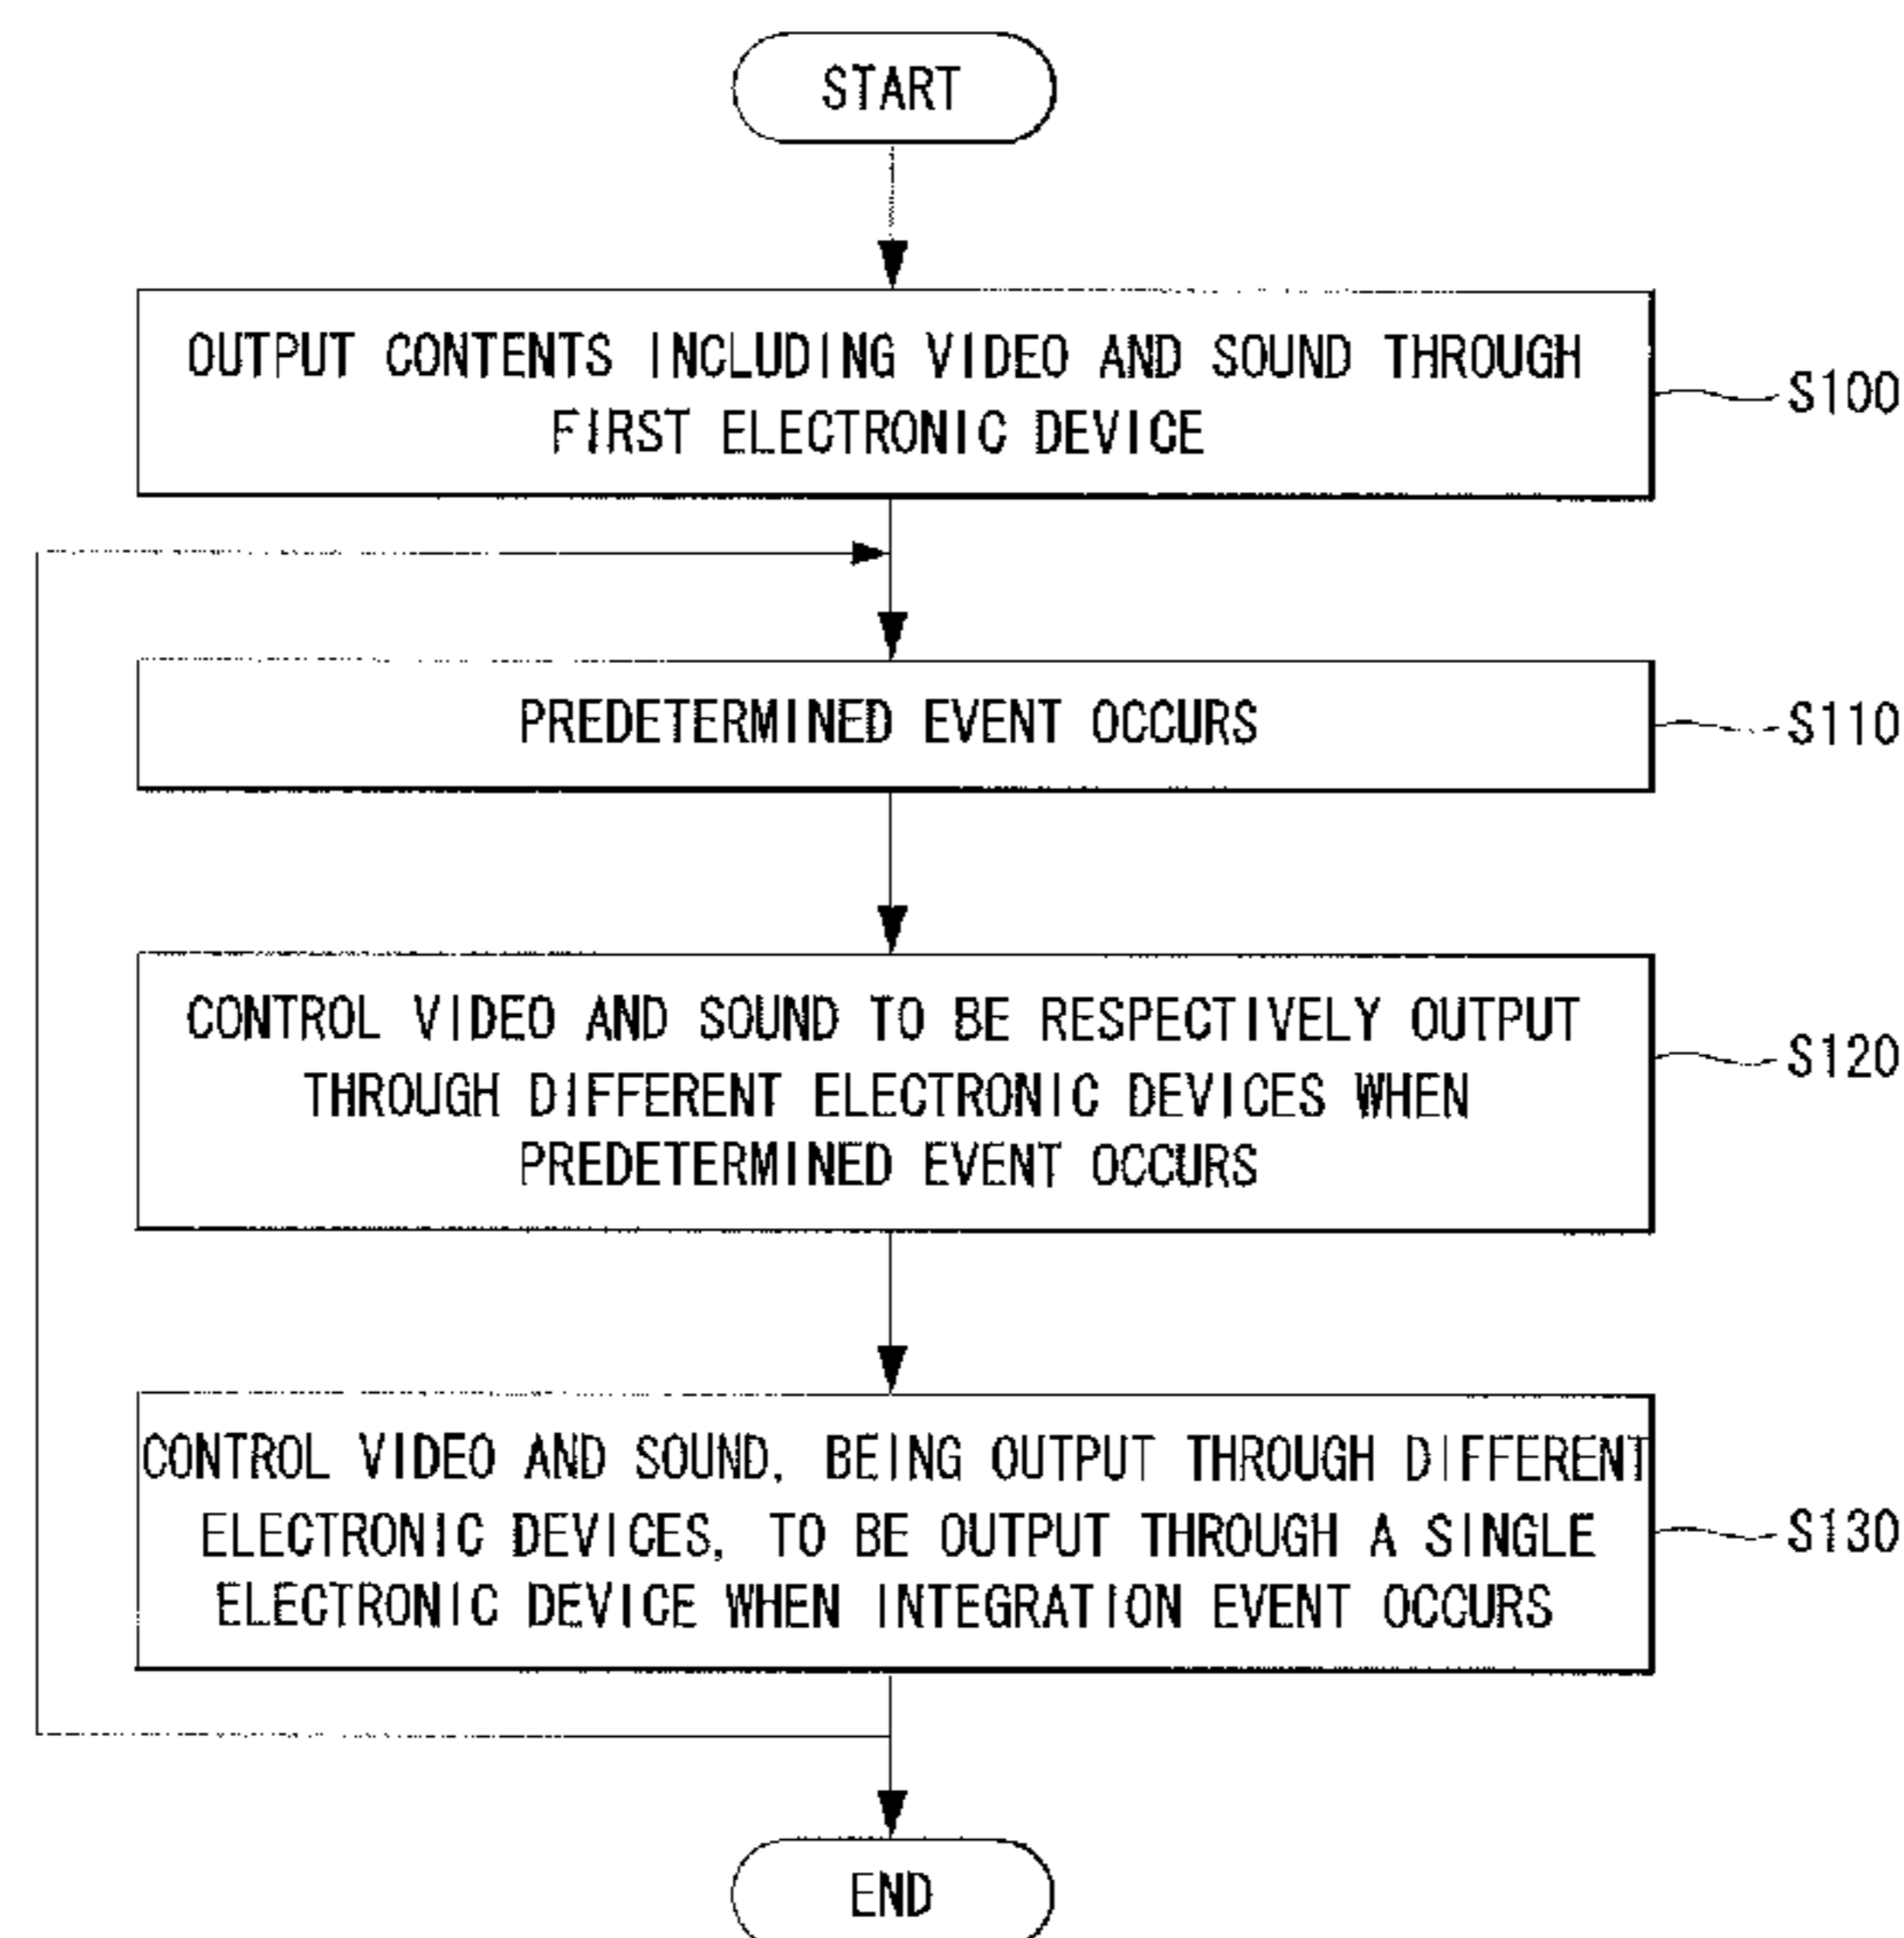 START
OUTPUT CONTENTS INCLUDING VIDEO AND SOUND THROUGH
FIRST ELECTRONIC DEVICE
S100
PREDETERMINED EVENT OCCURS
S110
CONTROL VIDEO AND SOUND TO BE RESPECTIVELY OUTPUT
THROUGH DIFFERENT ELECTRONIC DEVICES WHEN
PREDETERMINED EVENT OCCURS
S120
CONTROL VIDEO AND SOUND, BEING OUTPUT THROUGH DIFFERENT
ELECTRONIC DEVICES, TO BE OUTPUT THROUGH A SINGLE
ELECTRONIC DEVICE WHEN INTEGRATION EVENT OCCURS
S130
END